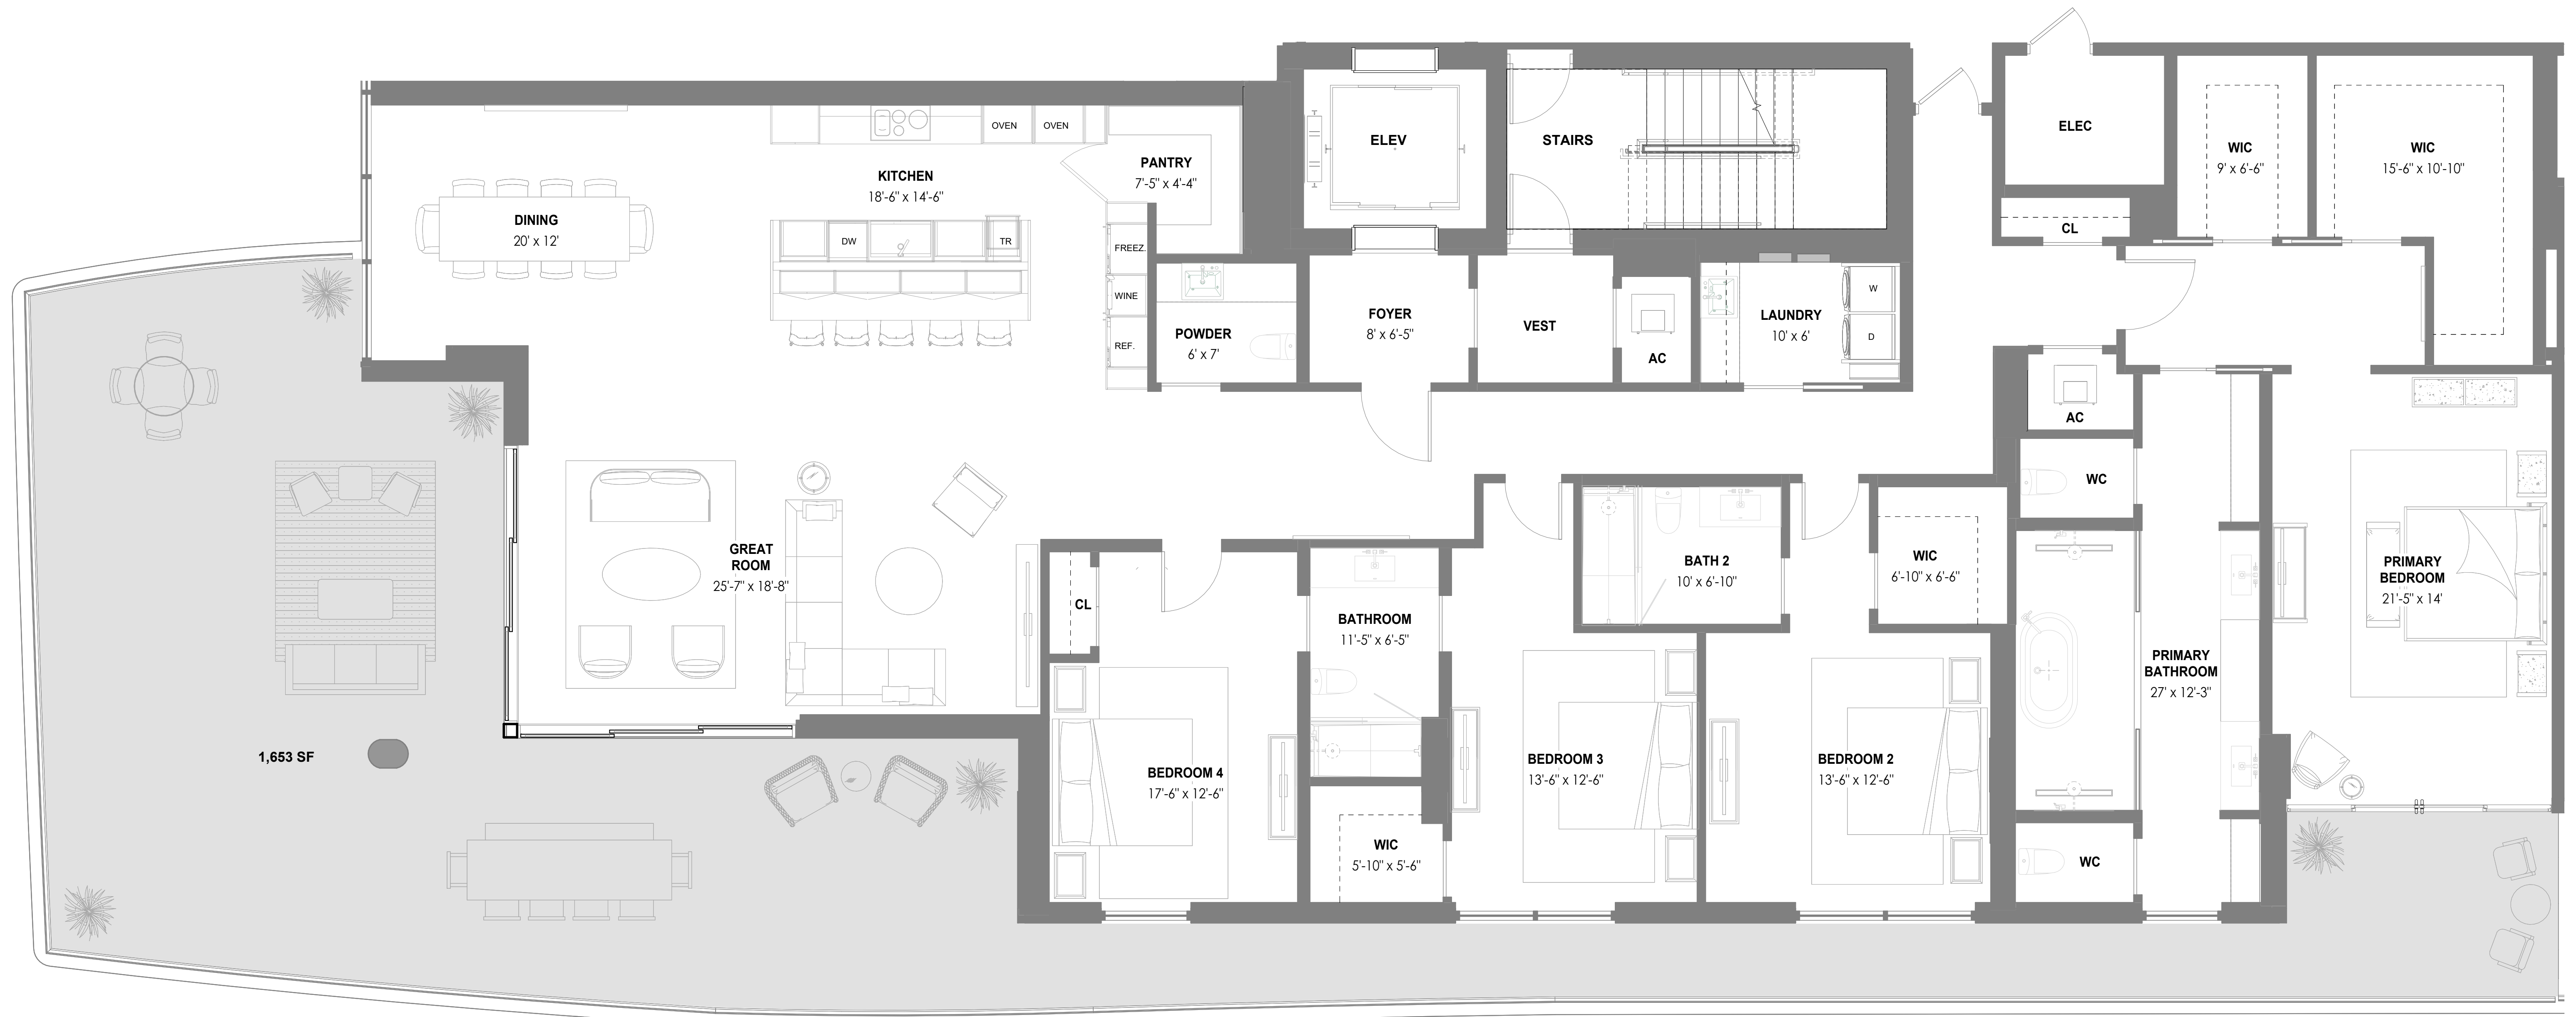 ELEV
STAIRS
ELEC
WIC
9' x 6'-6"
WIC
15'-6" x 10'-10"
OVEN
OVEN
PANTRY
7'-5" x 4'-4"
KITCHEN
18'-6" x 14'-6"
DINING
20' x 12'
DW
TR
FREEZ.
WINE
REF.
CL
POWDER
6' x 7'
FOYER
8' x 6'-5"
VEST
AC
LAUNDRY
10' x 6'
W
D
AC
WC
GREAT
ROOM
25'-7" x 18'-8"
CL
BATHROOM
11'-5" x 6'-5"
BATH 2
10' x 6'-10"
WIC
6'-10" x 6'-6"
PRIMARY
BEDROOM
21'-5" x 14'
PRIMARY
BATHROOM
27' x 12'-3"
1,653 SF
BEDROOM 4
17'-6" x 12'-6"
BEDROOM 3
13'-6" x 12'-6"
BEDROOM 2
13'-6" x 12'-6"
WIC
5'-10" x 5'-6"
WC